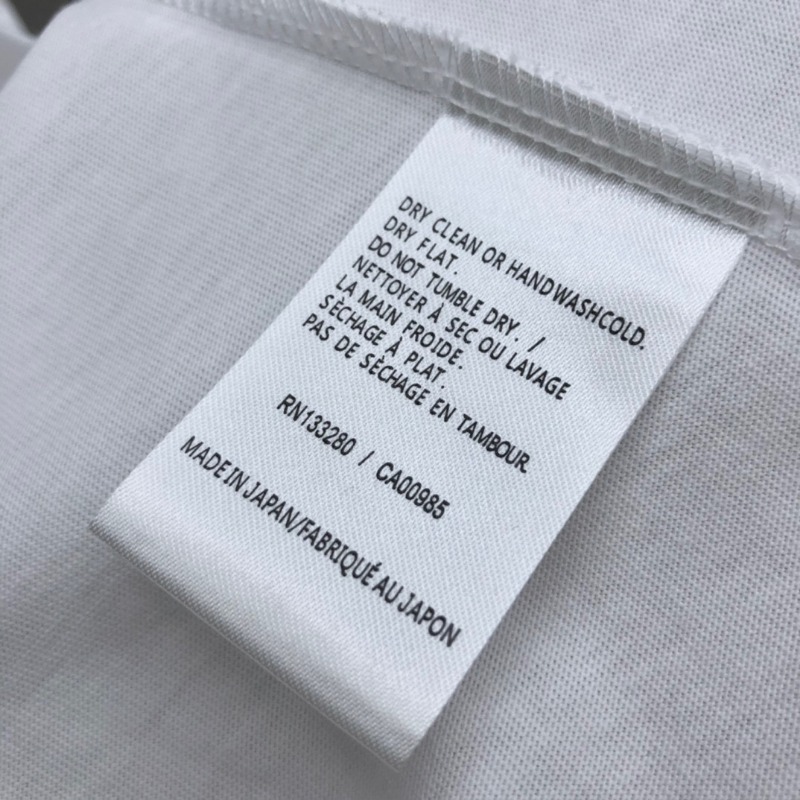 DRY CLEAN OR HANDWASHCOLD.
DRY FLAT.
DO NOT TUMBLE DRY. /
NETTOYER À SEC OU LAVAGE
LA MAIN FROIDE.
SÈCHAGE À PLAT.
PAS DE SÈCHAGE EN TAMBOUR
RN133280 / CA00985
MADE IN JAPAN/FABRIQUÉ AU JAPON